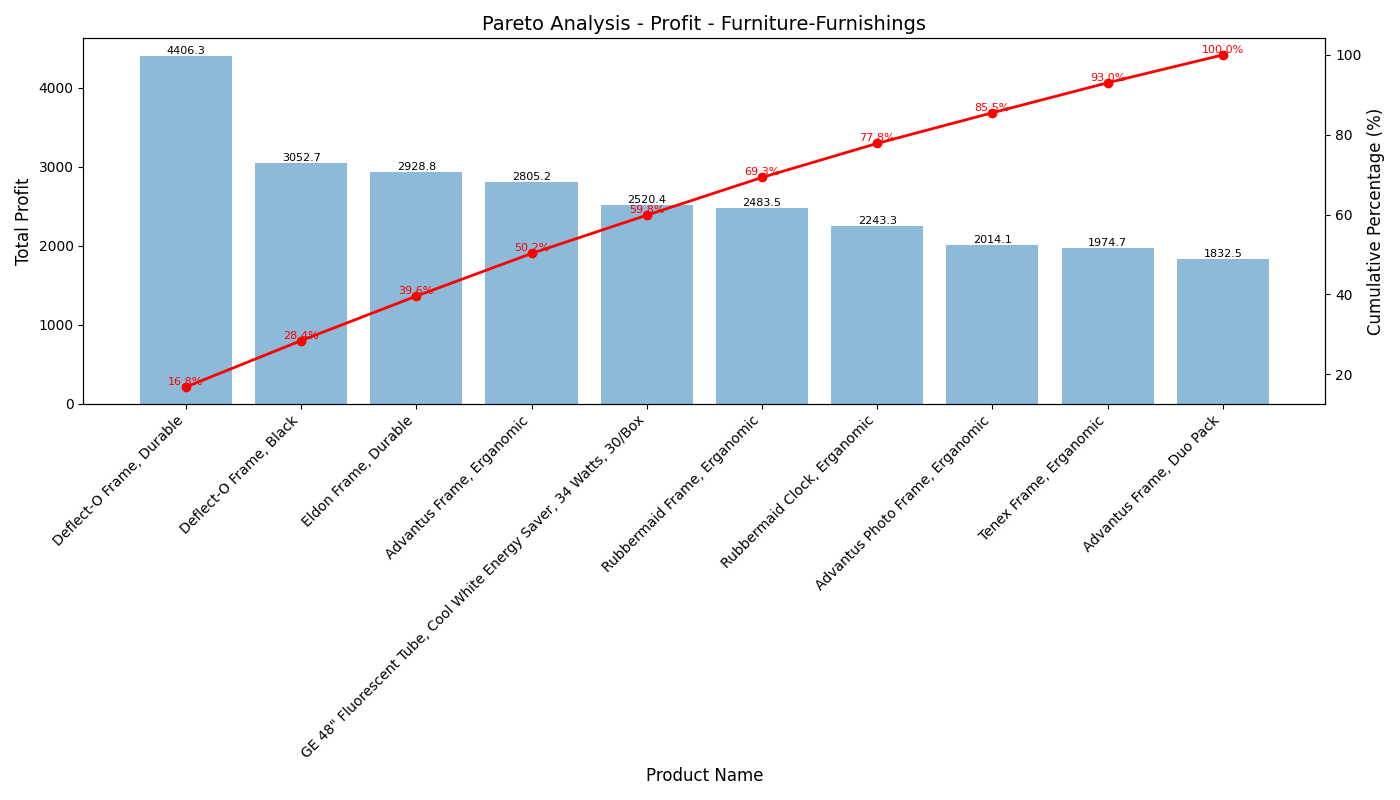 Pareto Analysis - Profit - Furniture-Furnishings
Total Profit
4000
3000
2000
1000
0
4406.3
3052.7
2928.8
2805.2
2520.4
2483.5
2243.3
2014.1
1974.7
1832.5
16.8%
28.4%
39.6%
50.2%
59.8%
69.3%
77.8%
85.5%
93.0%
100.0%
100
80
60
40
20
Cumulative Percentage (%)
Deflect-O Frame, Durable
Deflect-O Frame, Black
Eldon Frame, Durable
Advantus Frame, Erganomic
GE 48" Fluorescent Tube, Cool White Energy Saver, 34 Watts, 30/Box
Rubbermaid Frame, Erganomic
Rubbermaid Clock, Erganomic
Advantus Photo Frame, Erganomic
Tenex Frame, Erganomic
Advantus Frame, Duo Pack
Product Name